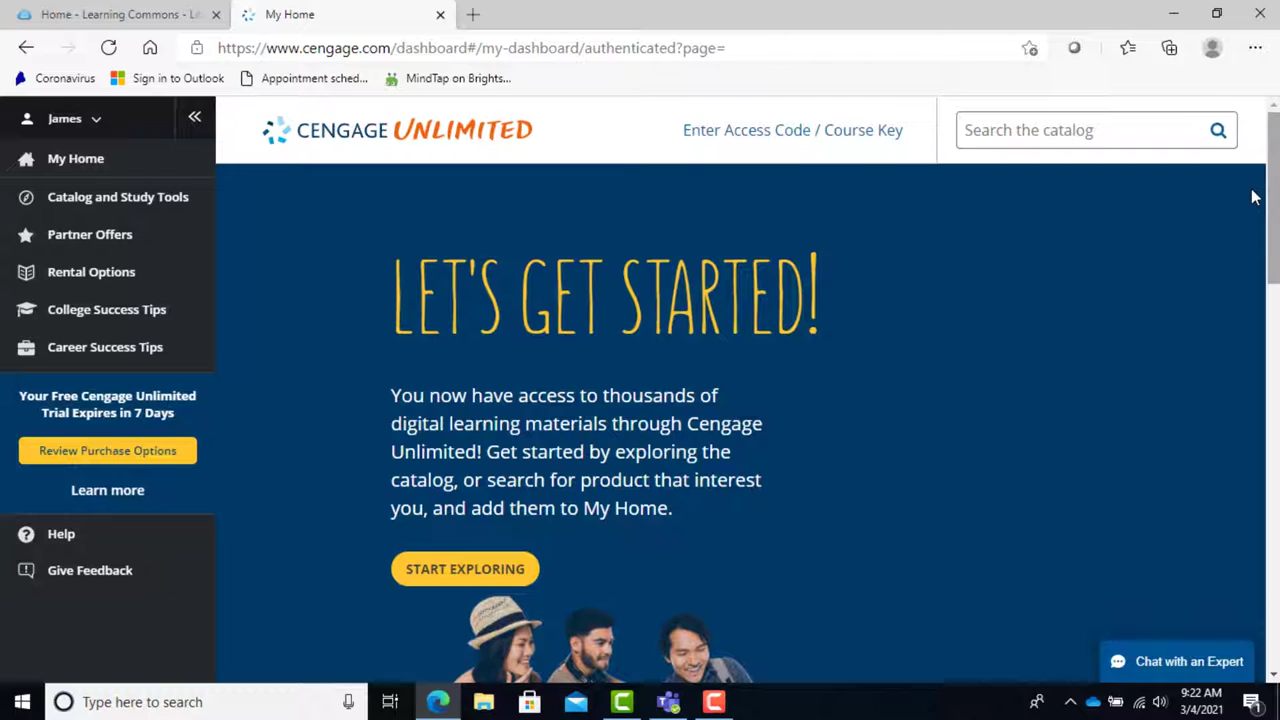 Home - Learning Commons - Li
My Home
https://www.cengage.com/dashboard#/my-dashboard/authenticated?page=
Coronavirus
Sign in to Outlook
Appointment sched...
MindTap on Brights...
James
My Home
Catalog and Study Tools
Partner Offers
Rental Options
College Success Tips
Career Success Tips
Your Free Cengage Unlimited
Trial Expires in 7 Days
Review Purchase Options
Learn more
Help
Give Feedback
CENGAGE UNLIMITED
Enter Access Code / Course Key
Search the catalog
LET'S GET STARTED!
You now have access to thousands of
digital learning materials through Cengage
Unlimited! Get started by exploring the
catalog, or search for product that interest
you, and add them to My Home.
START EXPLORING
Chat with an Expert
Type here to search
9:22 AM
3/4/2021
1